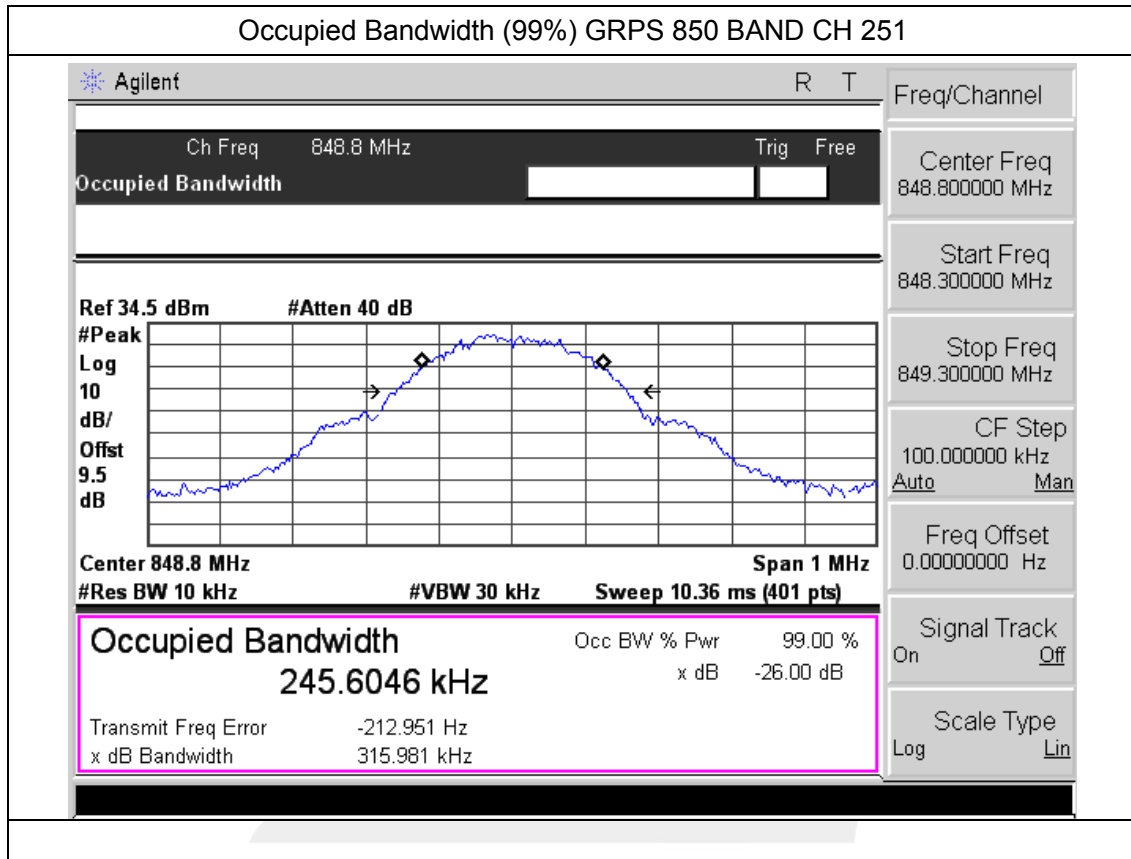 Occupied Bandwidth (99%) GRPS 850 BAND CH 251
Agilent R T
Freq/Channel
Ch Freq 848.8 MHz Trig Free
Occupied Bandwidth
Center Freq
848.800000 MHz
Start Freq
848.300000 MHz
Stop Freq
849.300000 MHz
CF Step
100.000000 kHz
Auto Man
Freq Offset
0.00000000 Hz
Signal Track
On Off
Scale Type
Log Lin
Ref 34.5 dBm #Atten 40 dB
#Peak
Log
10
dB/
Offst
9.5
dB
Center 848.8 MHz Span 1 MHz
#Res BW 10 kHz #VBW 30 kHz Sweep 10.36 ms (401 pts)
Occupied Bandwidth
245.6046 kHz
Occ BW % Pwr 99.00 %
x dB -26.00 dB
Transmit Freq Error -212.951 Hz
x dB Bandwidth 315.981 kHz